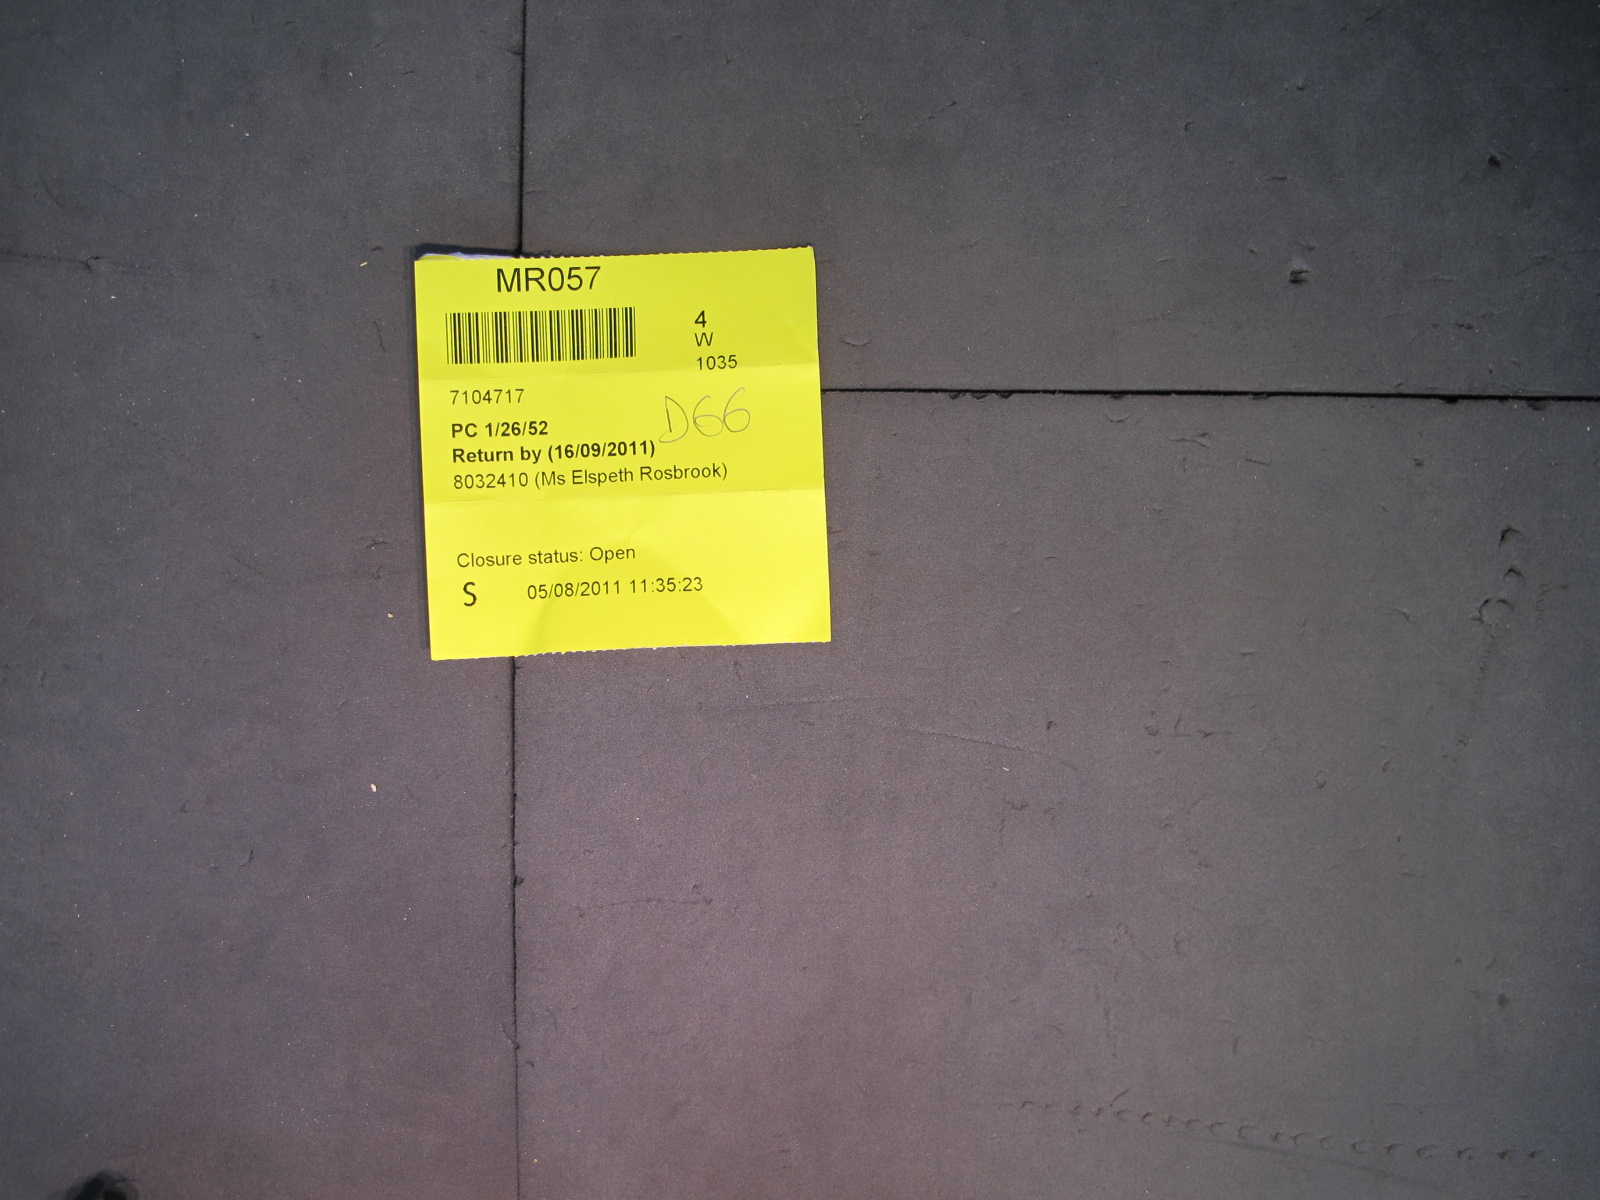 MR057
4
W
1035
7104717
D66
PC 1/26/52
Return by (16/09/2011)
8032410 (Ms Elspeth Rosbrook)
Closure status: Open
S 05/08/2011 11:35:23